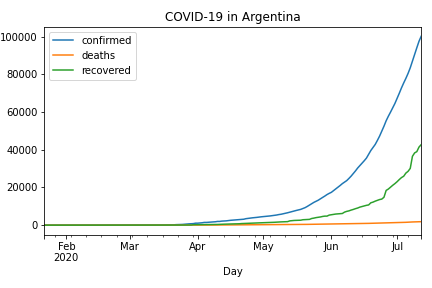 COVID-19 in Argentina
confirmed
deaths
recovered
100000
80000
60000
40000
20000
0
Feb Mar Apr May Jun Jul
2020
Day